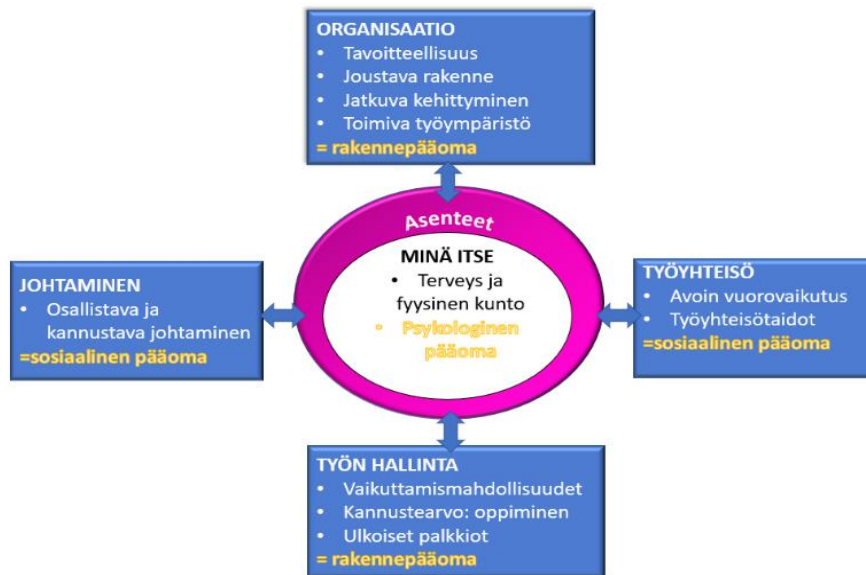 ORGANISAATIO
• Tavoitteellisuus
• Joustava rakenne
• Jatkuva kehittyminen
• Toimiva työympäristö
= rakennepääoma
Asenteet
MINÄ ITSE
• Terveys ja
fyysinen kunto
• Psykologinen
pääoma
JOHTAMINEN
• Osallistava ja
kannustava johtaminen
=sosiaalinen pääoma
TYÖYHTEISÖ
• Avoin vuorovaikutus
• Työyhteisötaidot
=sosiaalinen pääoma
TYÖN HALLINTA
• Vaikuttamismahdollisuudet
• Kannustearvo: oppiminen
• Ulkoiset palkkiot
= rakennepääoma